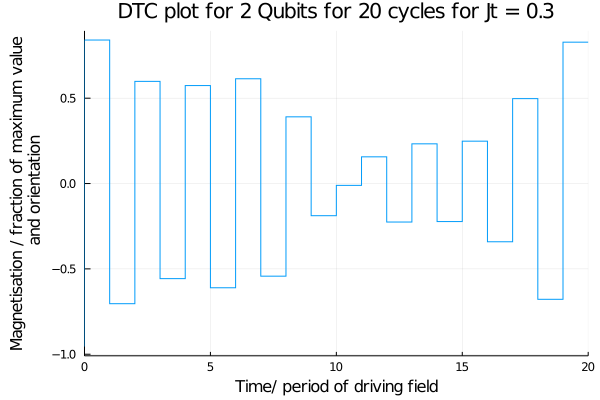 DTC plot for 2 Qubits for 20 cycles for Jt = 0.3
Magnetisation / fraction of maximum value
and orientation
0.5
0.0
−0.5
−1.0
0
5
10
15
20
Time/ period of driving field